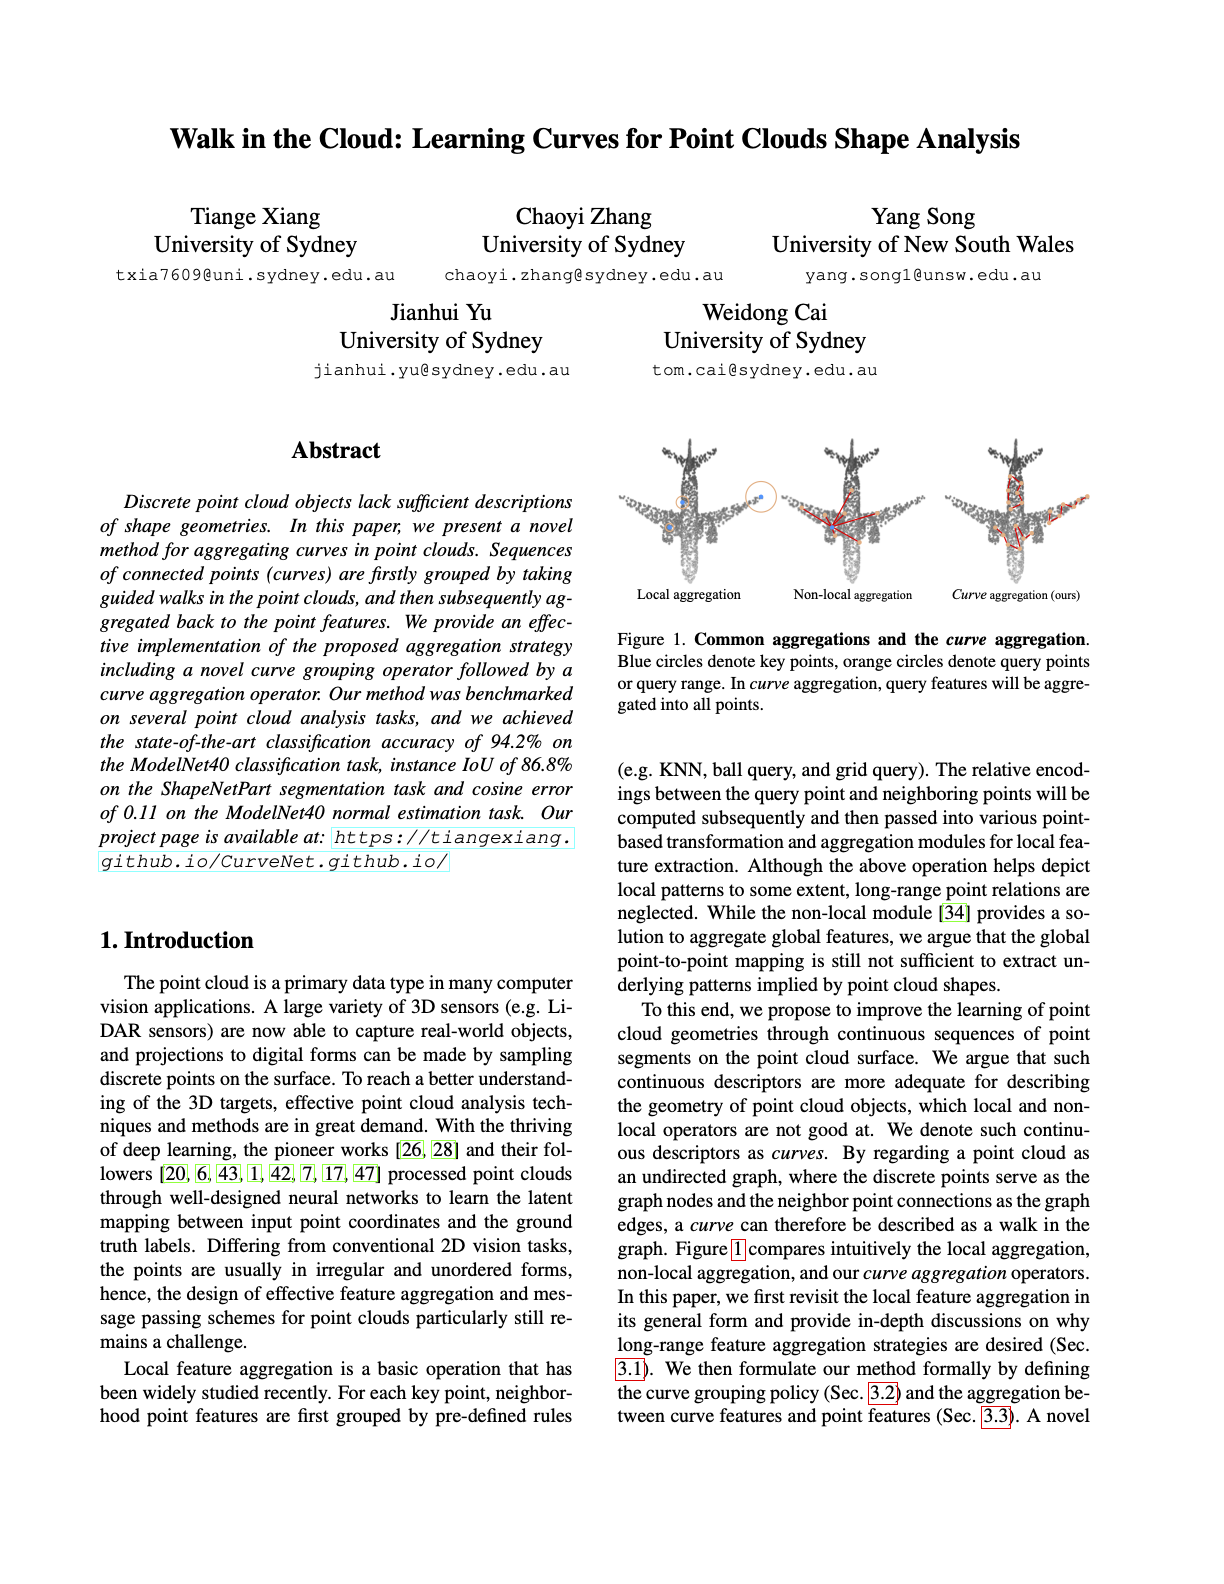 Walk in the Cloud: Learning Curves for Point Clouds Shape Analysis
Tiange Xiang
University of Sydney
txia7609@uni.sydney.edu.au
Chaoyi Zhang
University of Sydney
chaoyi.zhang@sydney.edu.au
Yang Song
University of New South Wales
yang.song1@unsw.edu.au
Jianhui Yu
University of Sydney
jianhui.yu@sydney.edu.au
Weidong Cai
University of Sydney
tom.cai@sydney.edu.au
Abstract
Discrete point cloud objects lack sufficient descriptions
of shape geometries. In this paper, we present a novel
method for aggregating curves in point clouds. Sequences
of connected points (curves) are firstly grouped by taking
guided walks in the point clouds, and then subsequently ag-
gregated back to the point features. We provide an effec-
tive implementation of the proposed aggregation strategy
including a novel curve grouping operator followed by a
curve aggregation operator. Our method was benchmarked
on several point cloud analysis tasks, and we achieved
the state-of-the-art classification accuracy of 94.2% on
the ModelNet40 classification task, instance IoU of 86.8%
on the ShapeNetPart segmentation task and cosine error
of 0.11 on the ModelNet40 normal estimation task. Our
project page is available at: https://tiangexiang.
github.io/CurveNet.github.io/
1. Introduction
The point cloud is a primary data type in many computer
vision applications. A large variety of 3D sensors (e.g. Li-
DAR sensors) are now able to capture real-world objects,
and projections to digital forms can be made by sampling
discrete points on the surface. To reach a better understand-
ing of the 3D targets, effective point cloud analysis tech-
niques and methods are in great demand. With the thriving
of deep learning, the pioneer works [26, 28] and their fol-
lowers [20, 6, 43, 1, 42, 7, 17, 47] processed point clouds
through well-designed neural networks to learn the latent
mapping between input point coordinates and the ground
truth labels. Differing from conventional 2D vision tasks,
the points are usually in irregular and unordered forms,
hence, the design of effective feature aggregation and mes-
sage passing schemes for point clouds particularly still re-
mains a challenge.
Local feature aggregation is a basic operation that has
been widely studied recently. For each key point, neighbor-
hood point features are first grouped by pre-defined rules
Local aggregation
Non-local aggregation
Curve aggregation (ours)
Figure 1. Common aggregations and the curve aggregation.
Blue circles denote key points, orange circles denote query points
or query range. In curve aggregation, query features will be aggre-
gated into all points.
(e.g. KNN, ball query, and grid query). The relative encod-
ings between the query point and neighboring points will be
computed subsequently and then passed into various point-
based transformation and aggregation modules for local fea-
ture extraction. Although the above operation helps depict
local patterns to some extent, long-range point relations are
neglected. While the non-local module [34] provides a so-
lution to aggregate global features, we argue that the global
point-to-point mapping is still not sufficient to extract un-
derlying patterns implied by point cloud shapes.
To this end, we propose to improve the learning of point
cloud geometries through continuous sequences of point
segments on the point cloud surface. We argue that such
continuous descriptors are more adequate for describing
the geometry of point cloud objects, which local and non-
local operators are not good at. We denote such continu-
ous descriptors as curves. By regarding a point cloud as
an undirected graph, where the discrete points serve as the
graph nodes and the neighbor point connections as the graph
edges, a curve can therefore be described as a walk in the
graph. Figure 1 compares intuitively the local aggregation,
non-local aggregation, and our curve aggregation operators.
In this paper, we first revisit the local feature aggregation in
its general form and provide in-depth discussions on why
long-range feature aggregation strategies are desired (Sec.
3.1). We then formulate our method formally by defining
the curve grouping policy (Sec. 3.2) and the aggregation be-
tween curve features and point features (Sec. 3.3). A novel